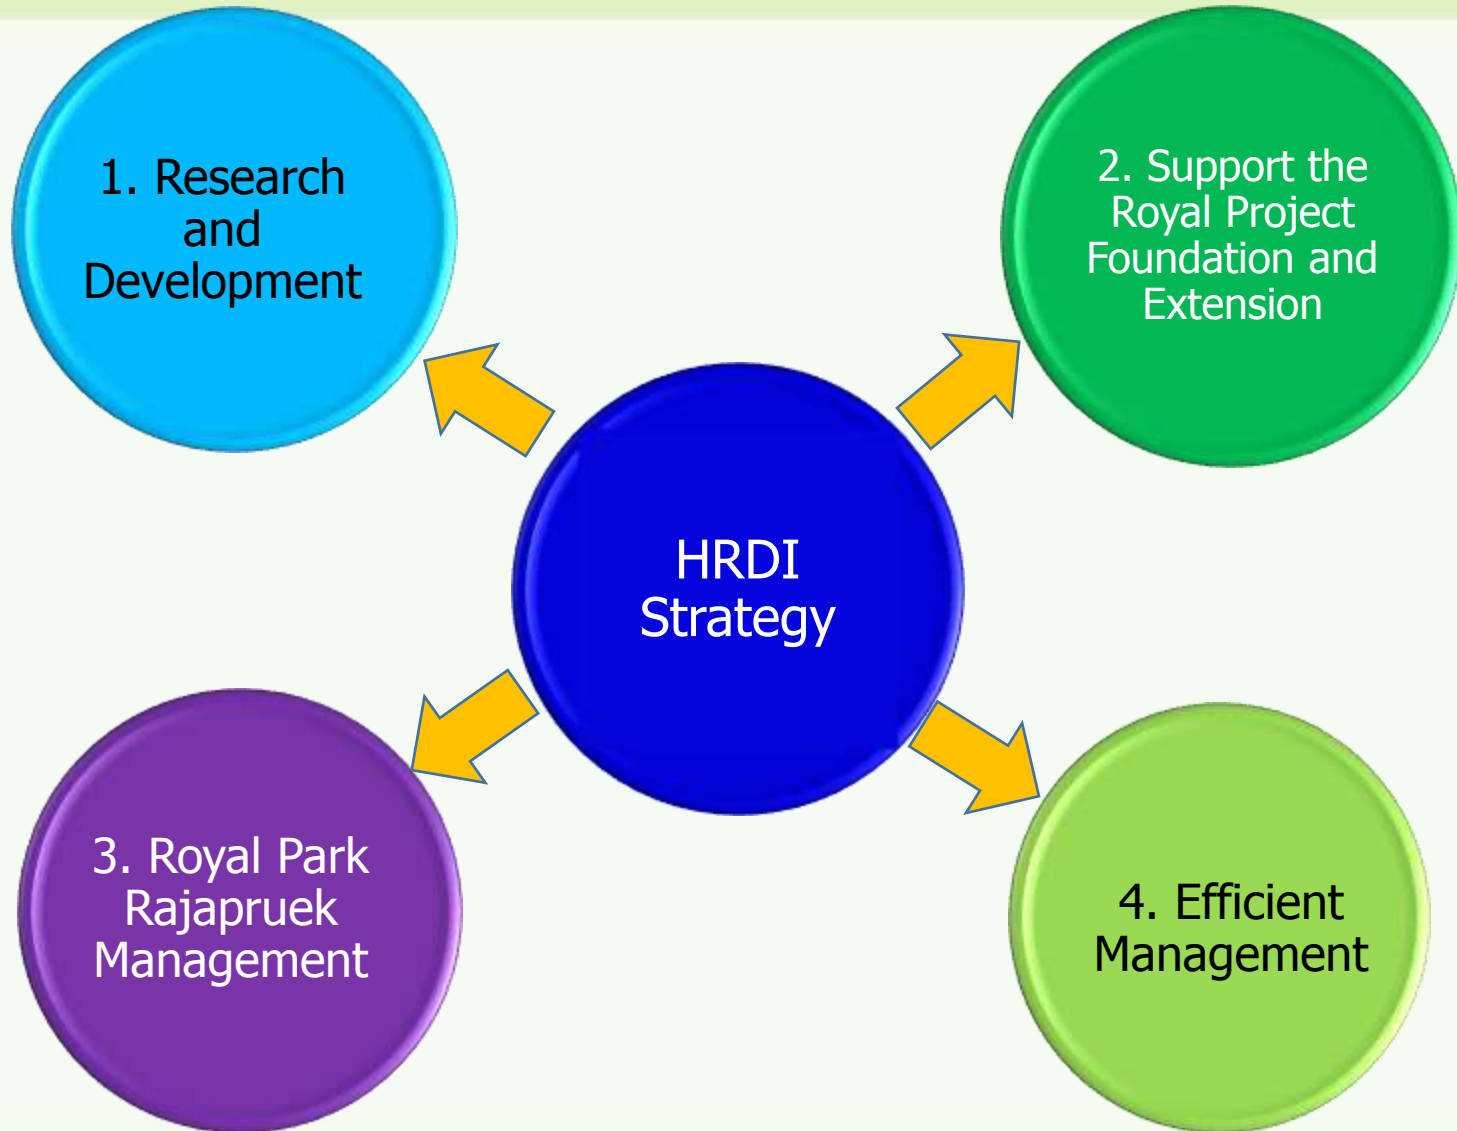 1. Research
and
Development
2. Support the
Royal Project
Foundation and
Extension
HRDI
Strategy
3. Royal Park
Rajapruek
Management
4. Efficient
Management